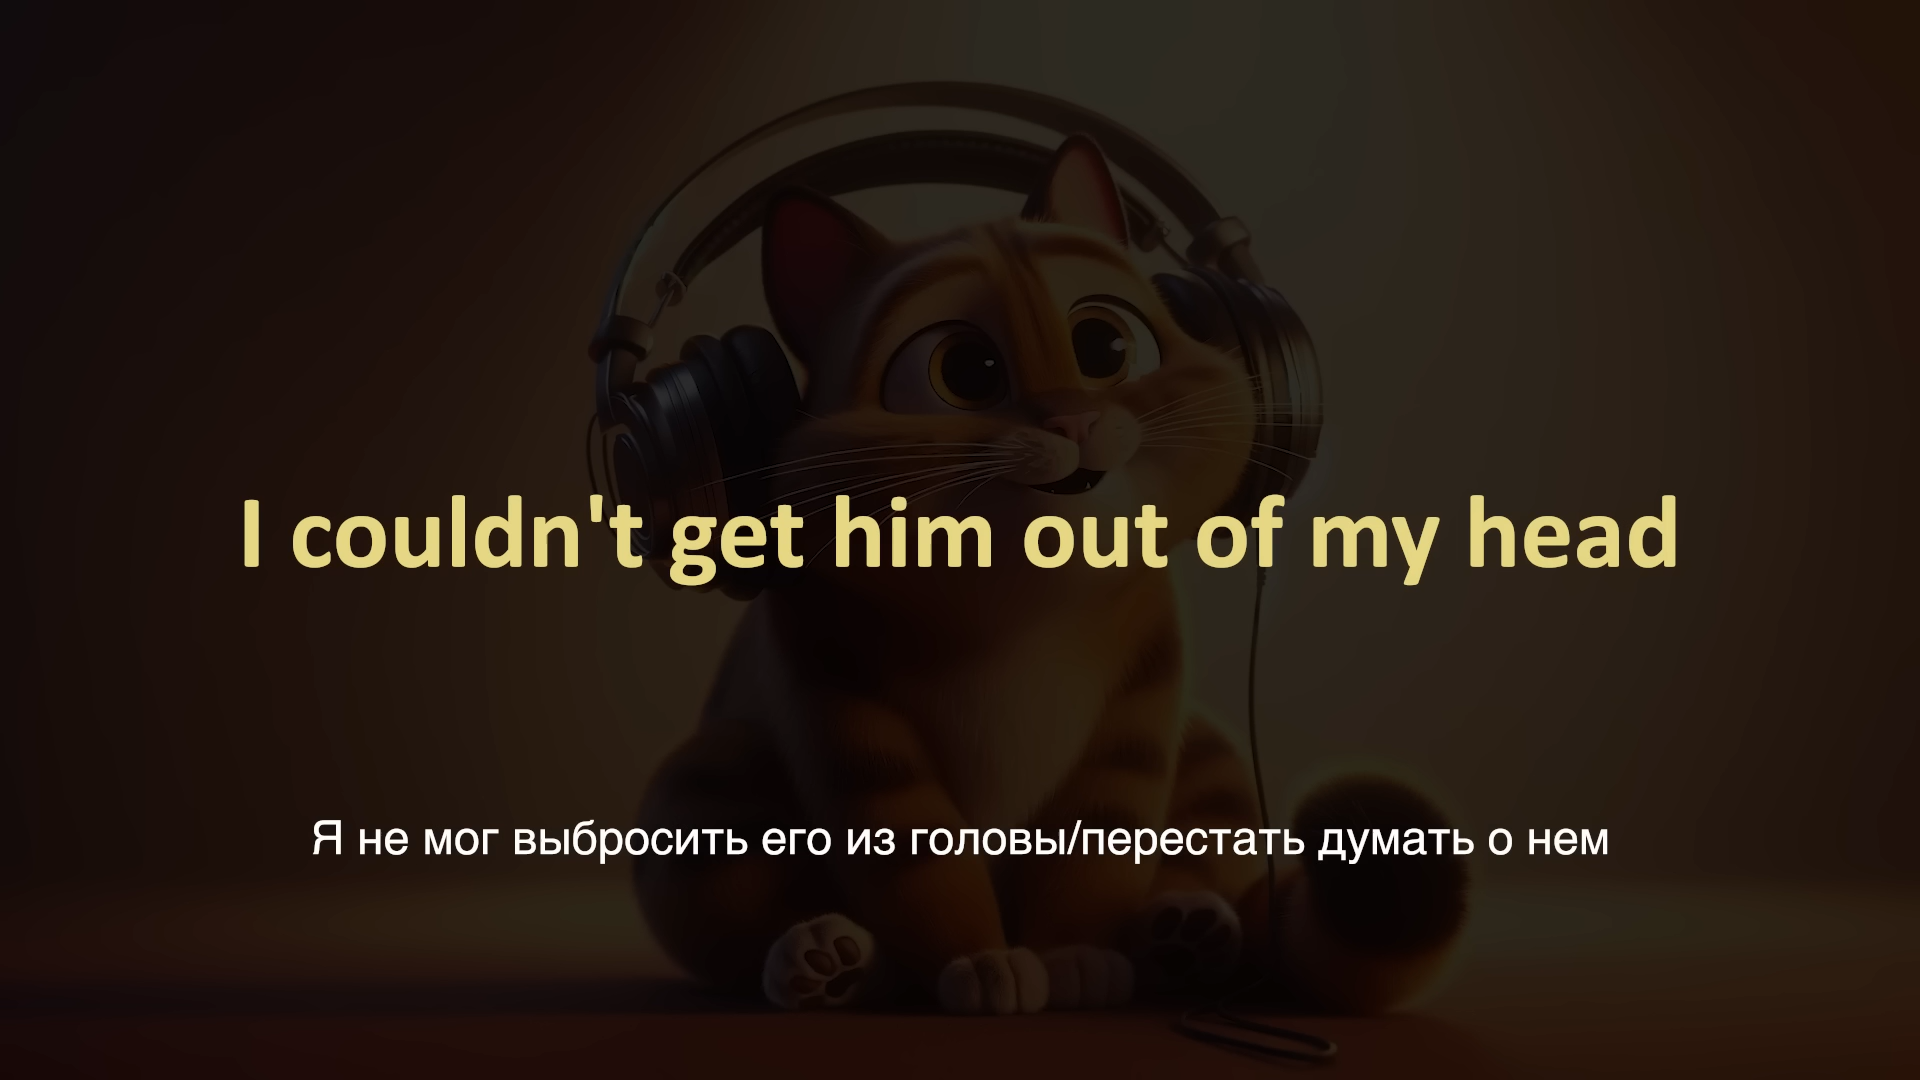 I couldn't get him out of my head
Я не мог выбросить его из головы/перестать думать о нем